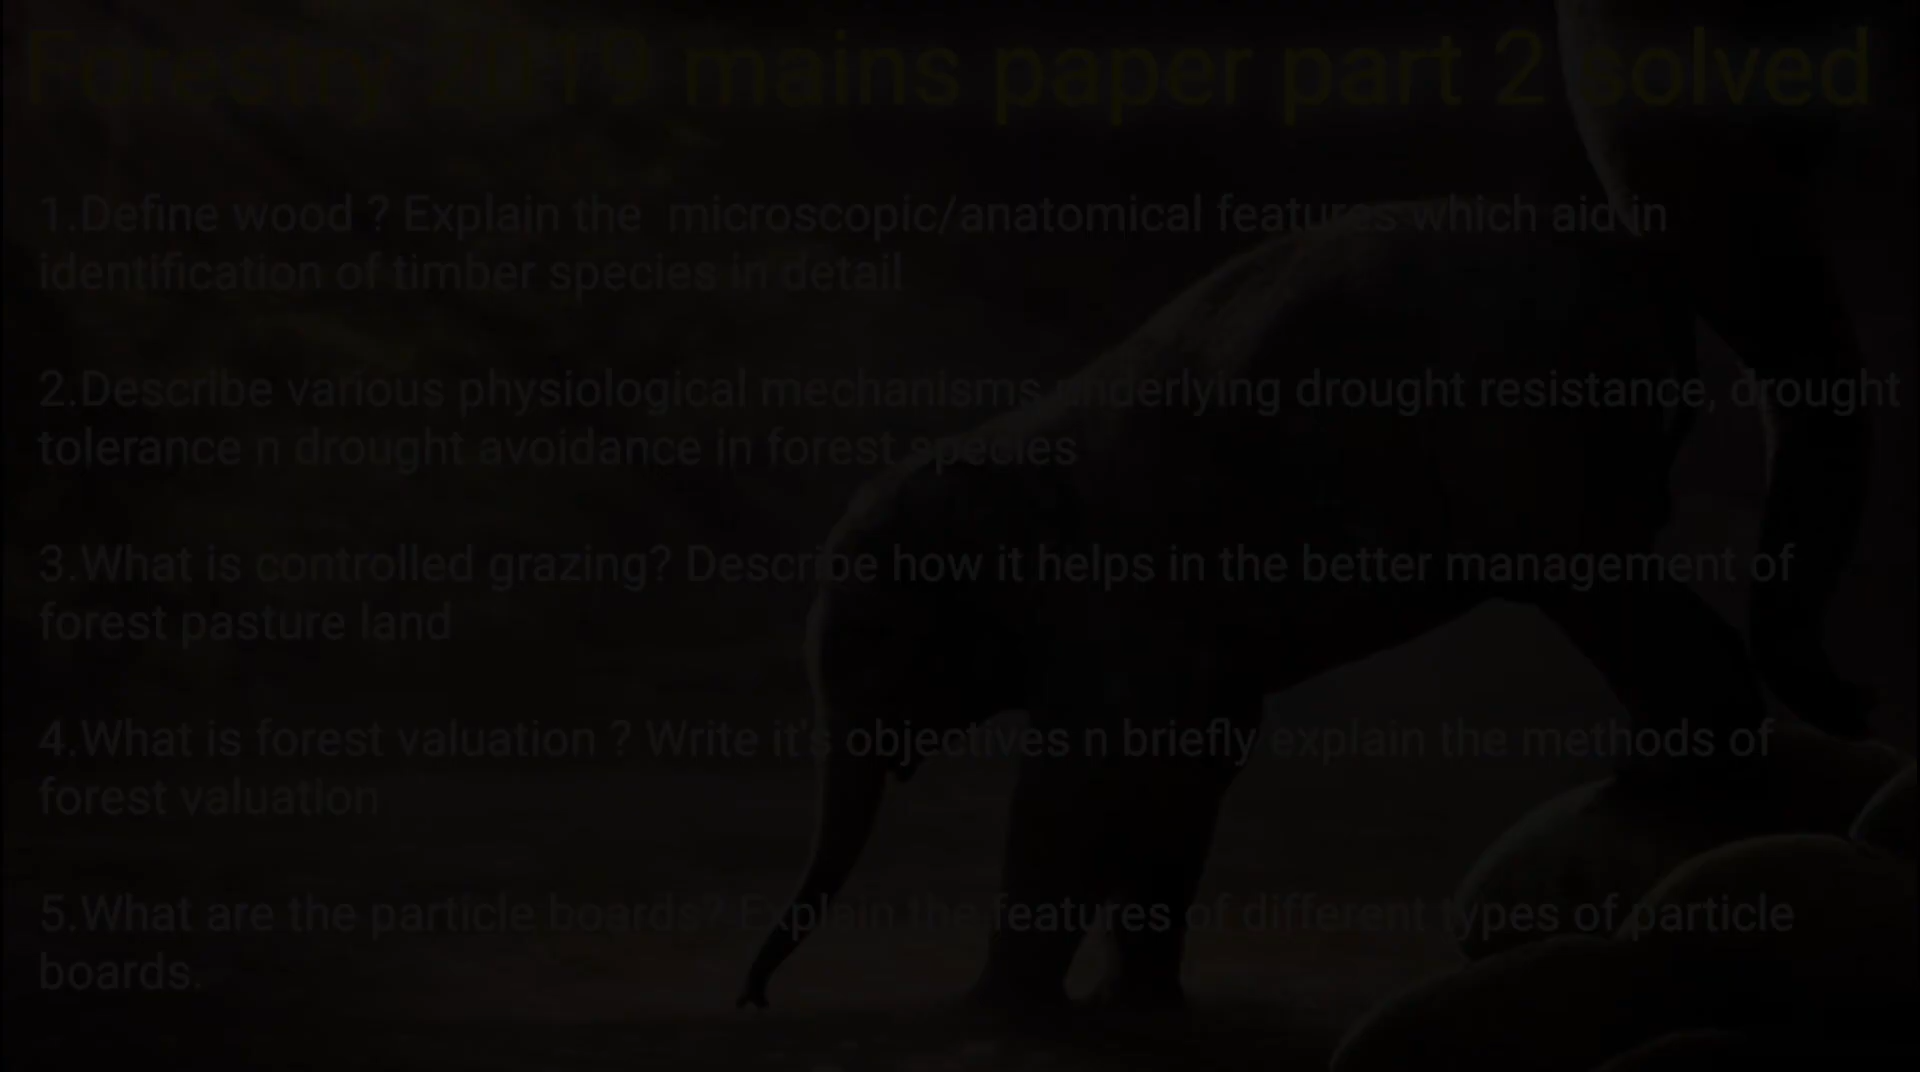 Forestry 2019 mains paper part 2 solved
1.Define wood ? Explain the microscopic/anatomical features which aid in
identification of timber species in detail
2.Describe various physiological mechanisms underlying drought resistance, drought
tolerance n drought avoidance in forest species
3.What is controlled grazing? Describe how it helps in the better management of
forest pasture land
4.What is forest valuation ? Write it's objectives n briefly explain the methods of
forest valuation
5.What are the particle boards? Explain the features of different types of particle
boards.